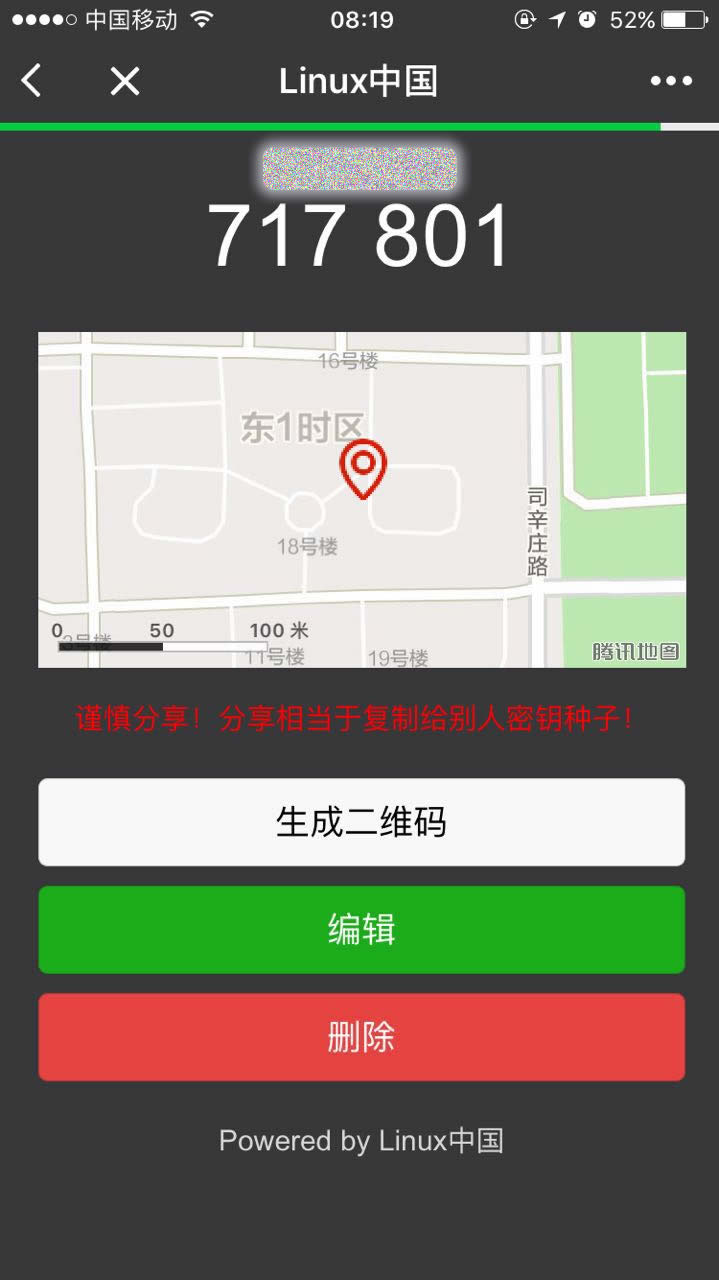 中国移动 08:19 52%
Linux中国
717 801
16号楼
东1时区
司辛庄路
18号楼
0 50 100 米
11号楼 19号楼
腾讯地图
谨慎分享！分享相当于复制给别人密钥种子！
生成二维码
编辑
删除
Powered by Linux中国